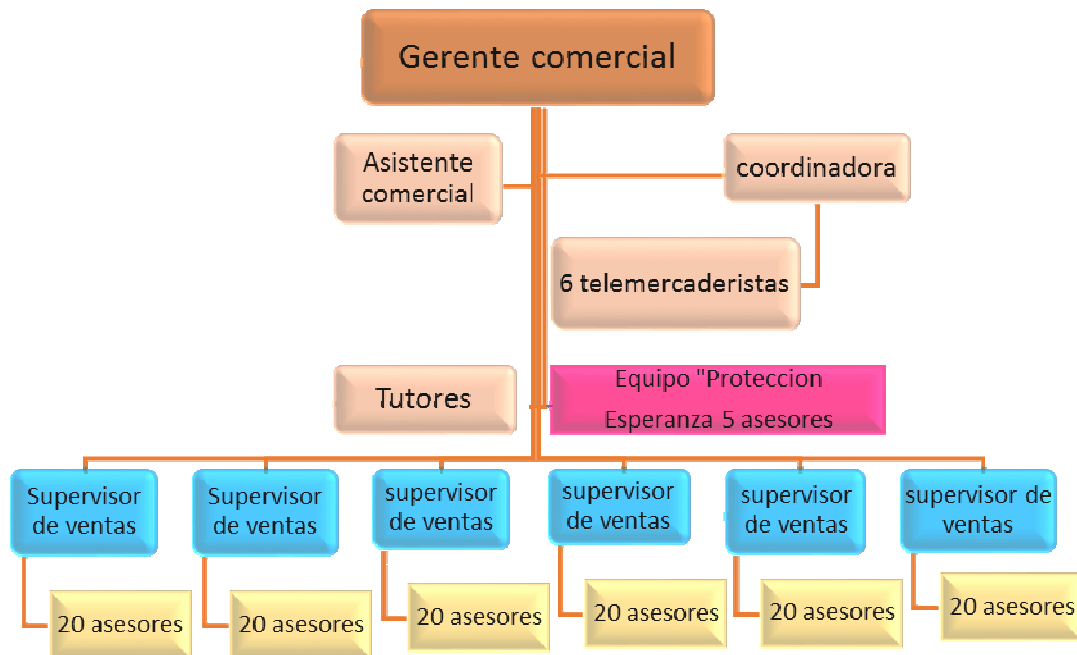 Gerente comercial
Asistente
comercial
coordinadora
6 telemercaderistas
Tutores
Equipo "Proteccion
Esperanza 5 asesores
Supervisor
de ventas
Supervisor
de ventas
supervisor
de ventas
supervisor
de ventas
supervisor
de ventas
supervisor de
ventas
20 asesores
20 asesores
20 asesores
20 asesores
20 asesores
20 asesores